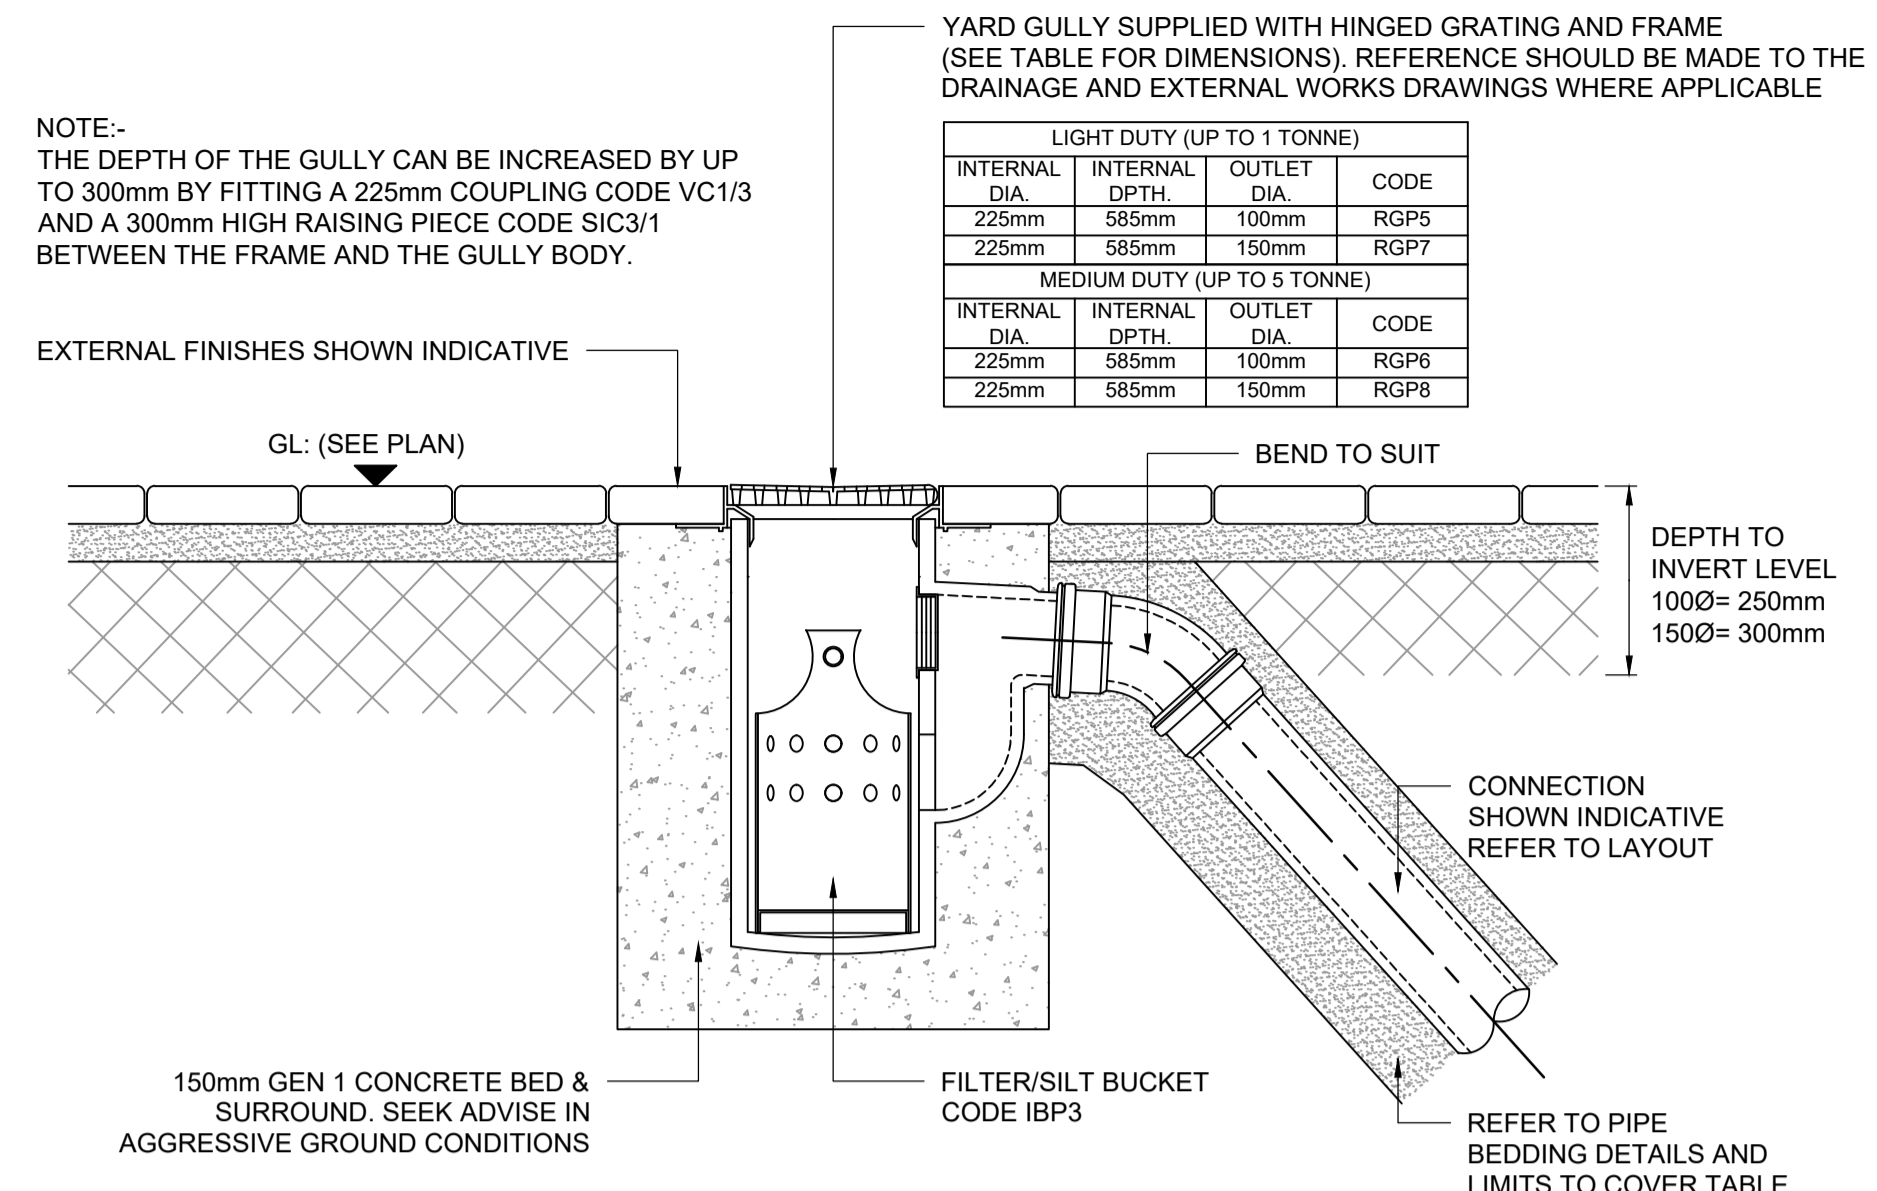 YARD GULLY SUPPLIED WITH HINGED GRATING AND FRAME
(SEE TABLE FOR DIMENSIONS). REFERENCE SHOULD BE MADE TO THE
DRAINAGE AND EXTERNAL WORKS DRAWINGS WHERE APPLICABLE
NOTE:-
THE DEPTH OF THE GULLY CAN BE INCREASED BY UP
TO 300mm BY FITTING A 225mm COUPLING CODE VC1/3
AND A 300mm HIGH RAISING PIECE CODE SIC3/1
BETWEEN THE FRAME AND THE GULLY BODY.
LIGHT DUTY (UP TO 1 TONNE)
INTERNAL DIA. INTERNAL DPTH. OUTLET DIA. CODE
225mm 585mm 100mm RGP5
225mm 585mm 150mm RGP7
MEDIUM DUTY (UP TO 5 TONNE)
INTERNAL DIA. INTERNAL DPTH. OUTLET DIA. CODE
225mm 585mm 100mm RGP6
225mm 585mm 150mm RGP8
EXTERNAL FINISHES SHOWN INDICATIVE
GL: (SEE PLAN)
BEND TO SUIT
DEPTH TO
INVERT LEVEL
100Ø= 250mm
150Ø= 300mm
CONNECTION
SHOWN INDICATIVE
REFER TO LAYOUT
150mm GEN 1 CONCRETE BED &
SURROUND. SEEK ADVISE IN
AGGRESSIVE GROUND CONDITIONS
FILTER/SILT BUCKET
CODE IBP3
REFER TO PIPE
BEDDING DETAILS AND
LIMITS TO COVER TABLE